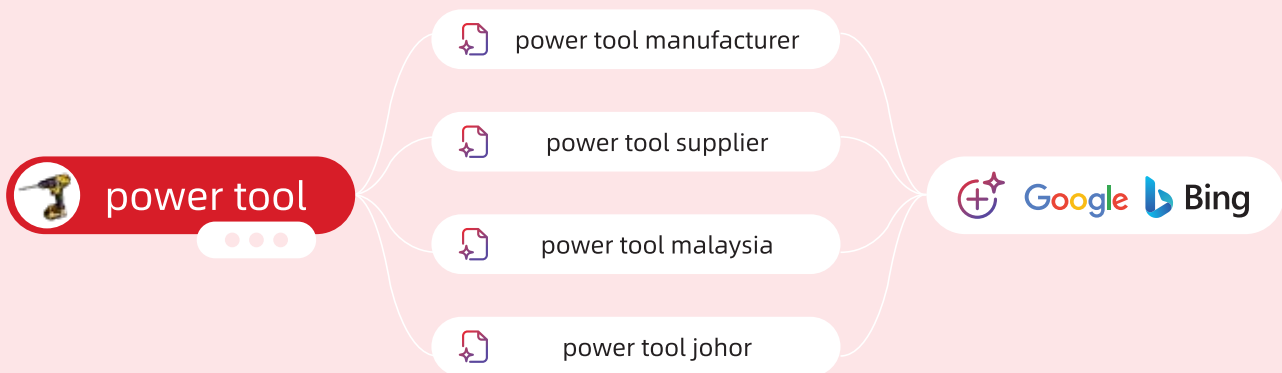 power tool
power tool manufacturer
power tool supplier
power tool malaysia
power tool johor
Google
Bing